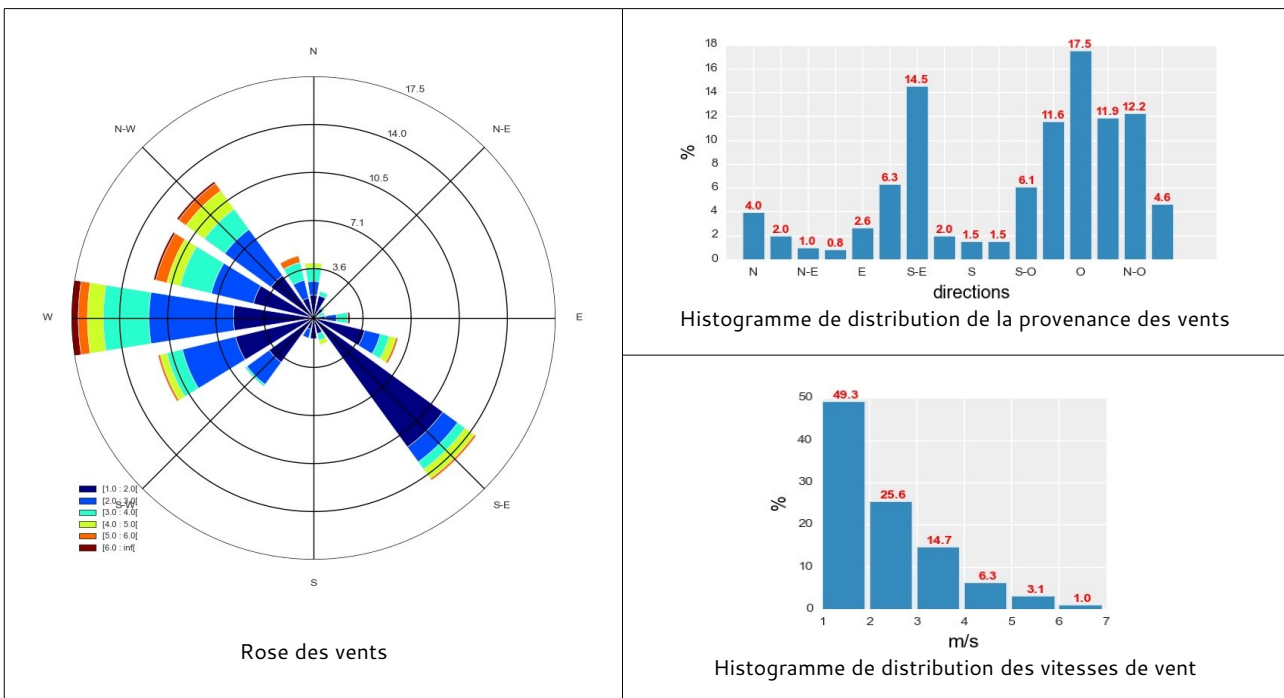 N
17.5
N-W
N-E
14.0
10.5
7.1
3.6
W
E
[1.0 : 2.0[
[2.0 : 3.0[
S-W
[3.0 : 4.0[
[4.0 : 5.0[
[5.0 : 6.0[
[6.0 : inf[
S-E
S
Rose des vents
18
16
14
12
10
8
6
4
2
0
%
4.0
2.0
1.0
0.8
2.6
6.3
14.5
2.0
1.5
1.5
6.1
11.6
17.5
11.9
12.2
4.6
N N-E E S-E S S-O O N-O
directions
Histogramme de distribution de la provenance des vents
50
40
30
20
10
0
%
49.3
25.6
14.7
6.3
3.1
1.0
1 2 3 4 5 6 7
m/s
Histogramme de distribution des vitesses de vent